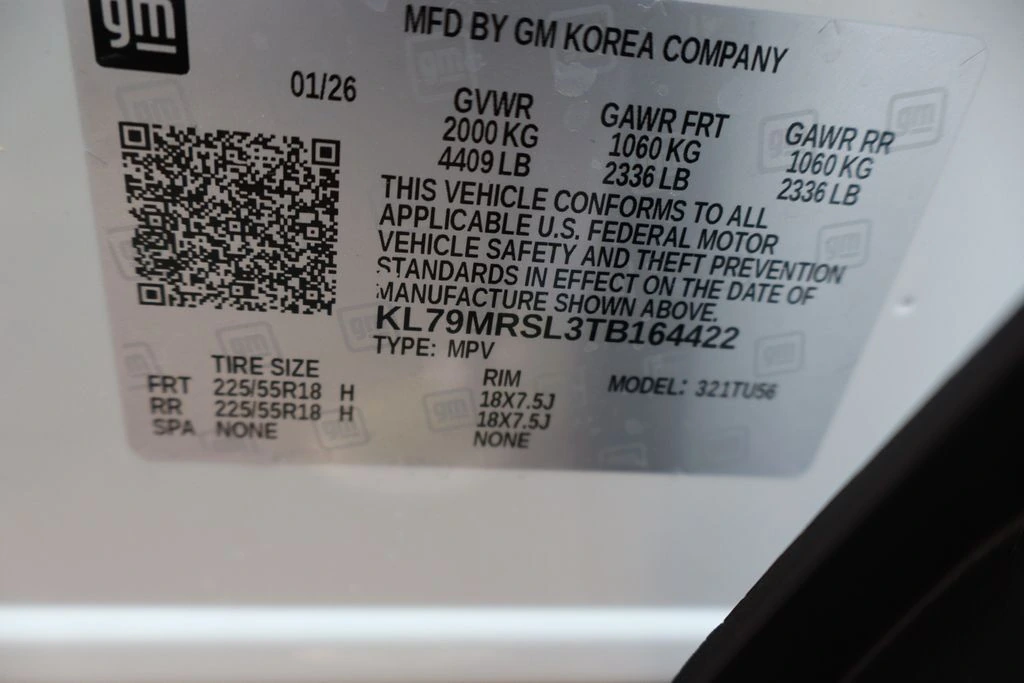 gm
MFD BY GM KOREA COMPANY
01/26
GVWR GAWR FRT GAWR RR
2000 KG 1060 KG 1060 KG
4409 LB 2336 LB 2336 LB
THIS VEHICLE CONFORMS TO ALL
APPLICABLE U.S. FEDERAL MOTOR
VEHICLE SAFETY AND THEFT PREVENTION
STANDARDS IN EFFECT ON THE DATE OF
MANUFACTURE SHOWN ABOVE.
KL79MRSL3TB164422
TYPE: MPV
TIRE SIZE RIM MODEL: 321TU56
FRT 225/55R18 H 18X7.5J
RR 225/55R18 H 18X7.5J
SPA NONE NONE